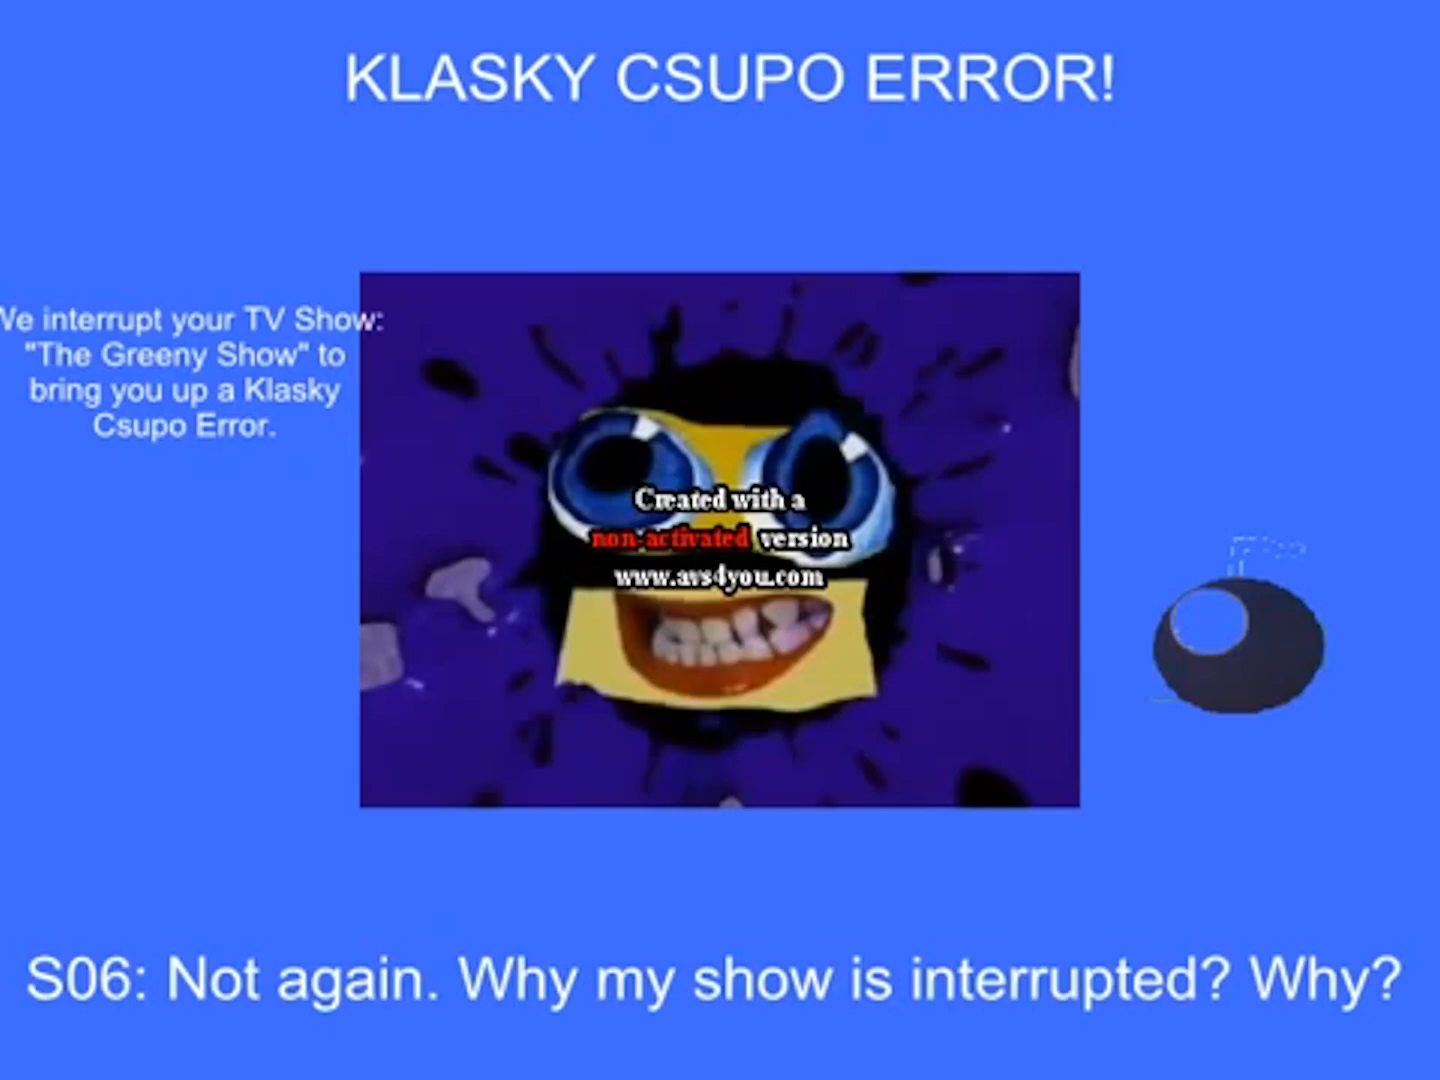 KLASKY CSUPO ERROR!
We interrupt your TV Show:
"The Greeny Show" to
bring you up a Klasky
Csupo Error.
Created with a
non-activated version
www.avs4you.com
S06: Not again. Why my show is interrupted? Why?